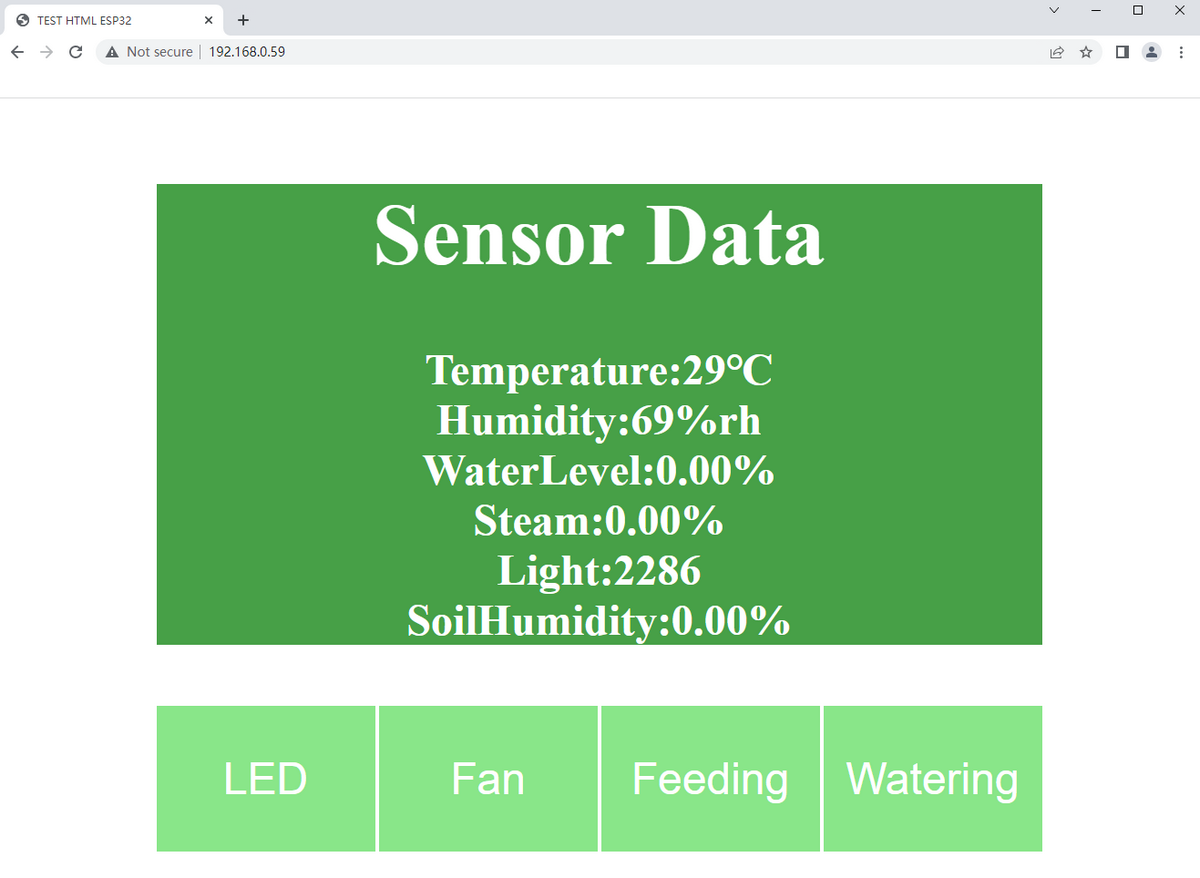 TEST HTML ESP32
Not secure 192.168.0.59
Sensor Data
Temperature:29℃
Humidity:69%rh
WaterLevel:0.00%
Steam:0.00%
Light:2286
SoilHumidity:0.00%
LED Fan Feeding Watering